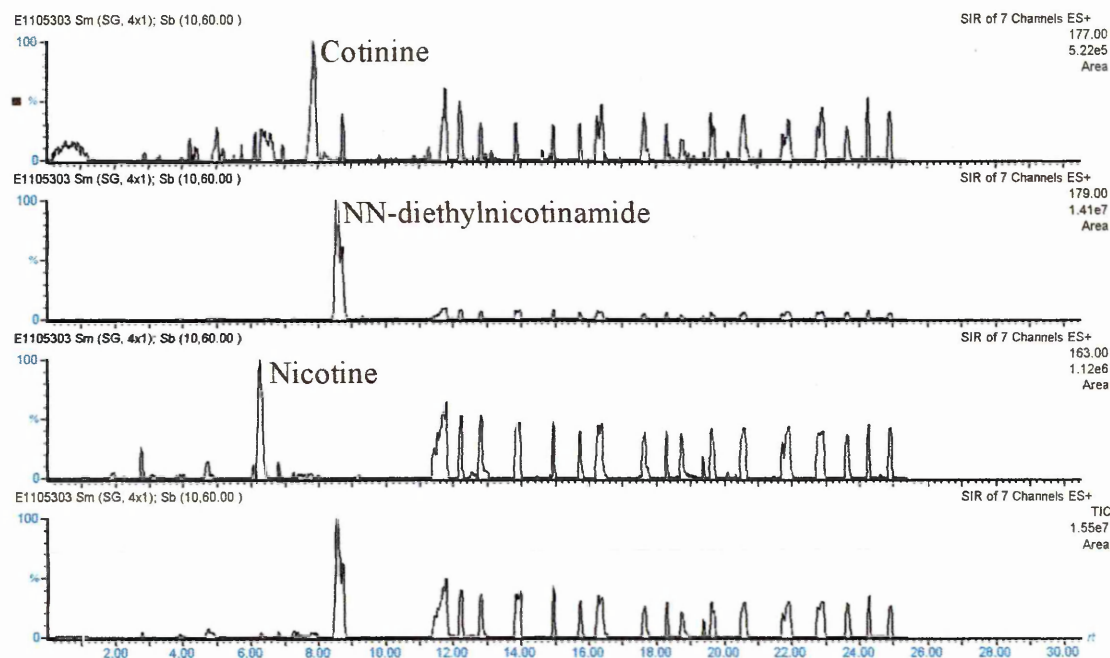 E1105303 Sm (SG, 4x1); Sb (10,60.00 )
SIR of 7 Channels ES+
177.00
5.22e5
Area
100
%
0
Cotinine
E1105303 Sm (SG, 4x1); Sb (10,60.00 )
SIR of 7 Channels ES+
179.00
1.41e7
Area
100
%
0
NN-diethylnicotinamide
E1105303 Sm (SG, 4x1); Sb (10,60.00 )
SIR of 7 Channels ES+
163.00
1.12e6
Area
100
%
0
Nicotine
E1105303 Sm (SG, 4x1); Sb (10,60.00 )
SIR of 7 Channels ES+
TIC
1.55e7
Area
100
%
0
rt
2.00 4.00 6.00 8.00 10.00 12.00 14.00 16.00 18.00 20.00 22.00 24.00 26.00 28.00 30.00